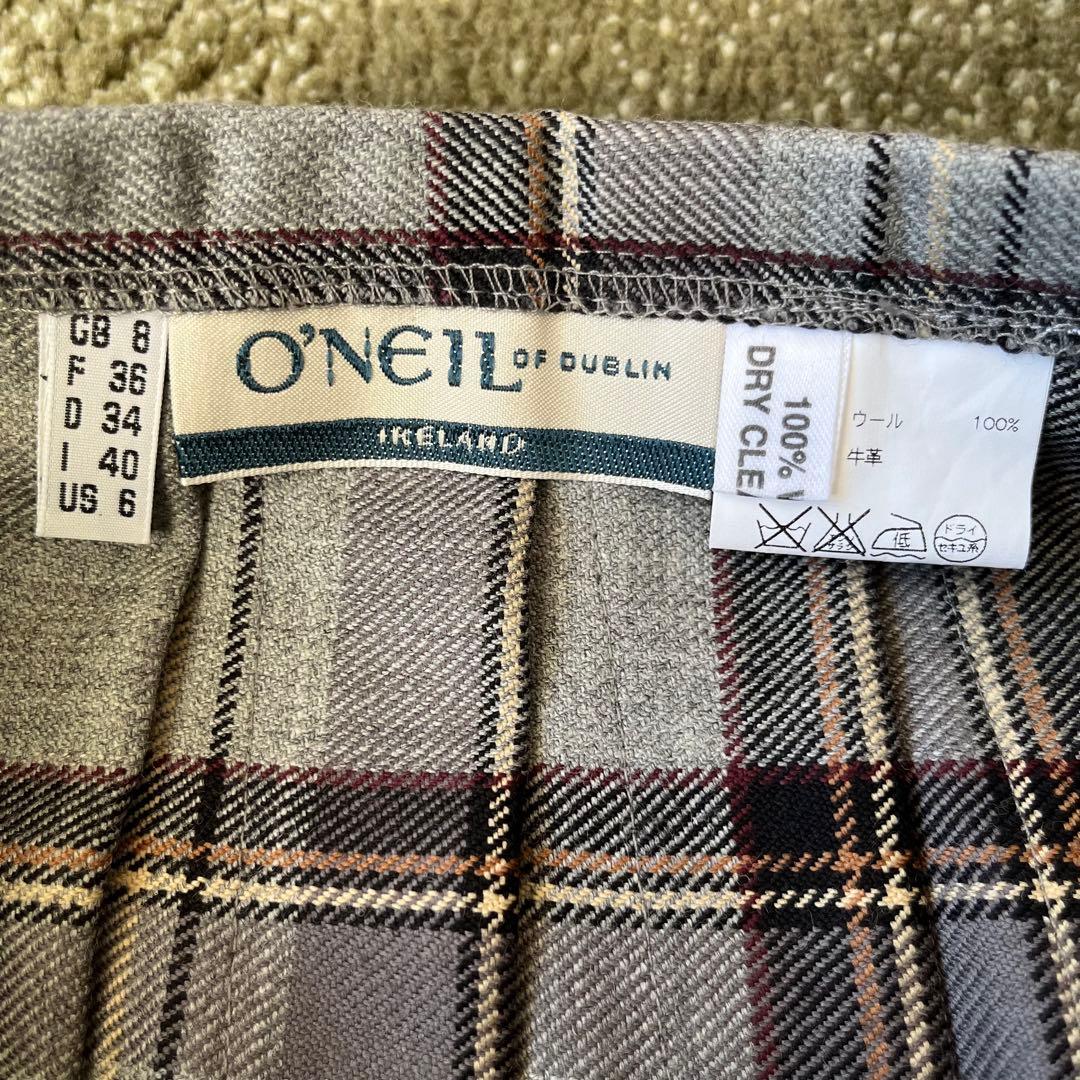 GB 8
F 36
D 34
I 40
US 6
O'NEIL OF DUBLIN
IRELAND
100%
DRY
ウール 100%
牛革
低
ドライ
セキユ系